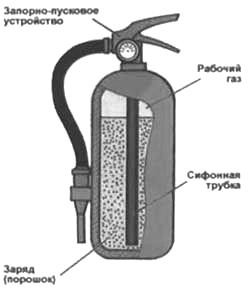 Запорно-пусковое
устройство
Рабочий
газ
Сифонная
трубка
Заряд
(порошок)